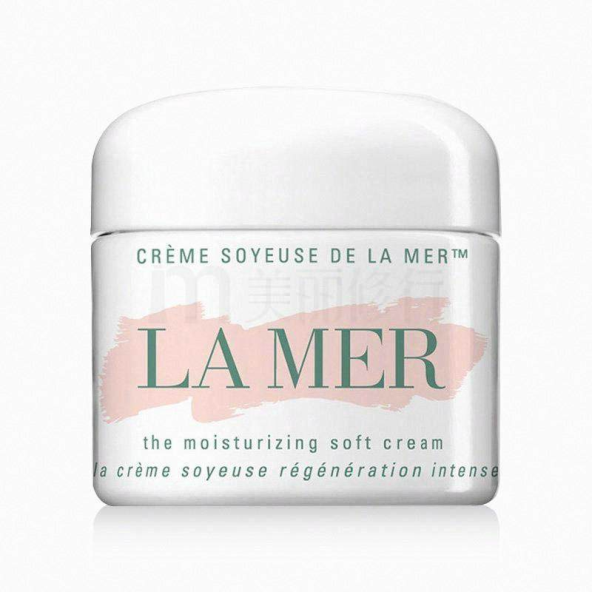 CRÈME SOYEUSE DE LA MER™
m美丽修行
LA MER
the moisturizing soft cream
la crème soyeuse régénération intense